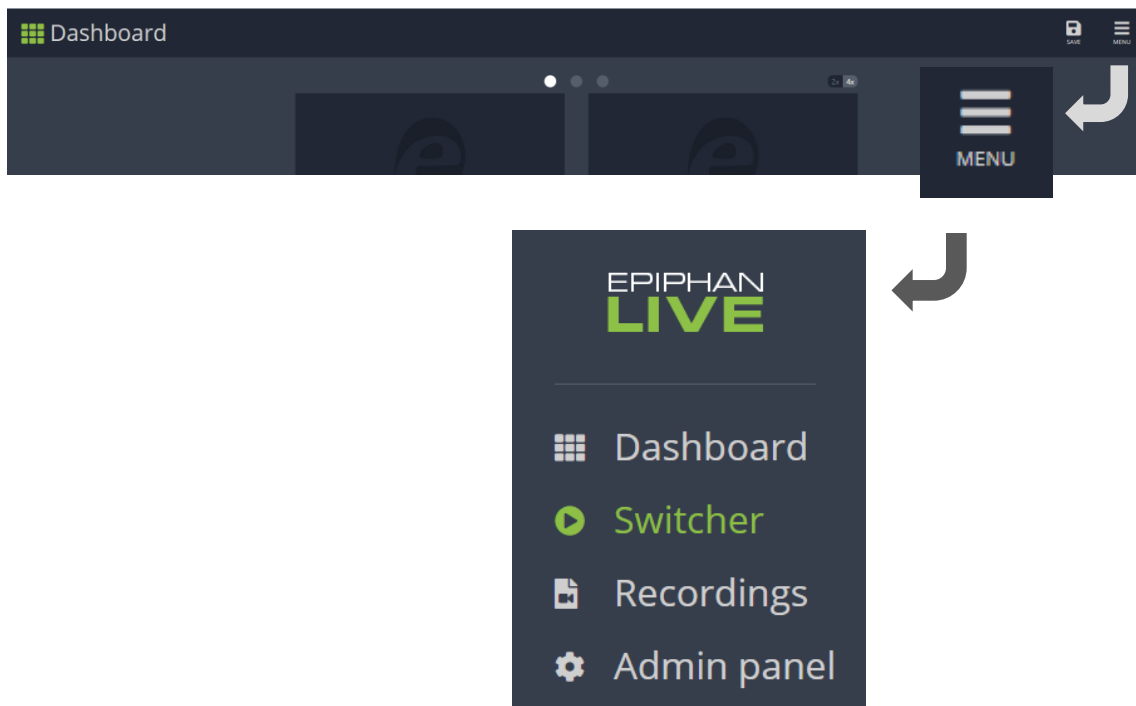 Dashboard
SAVE
MENU
2x 4x
MENU
EPIPHAN
LIVE
Dashboard
Switcher
Recordings
Admin panel